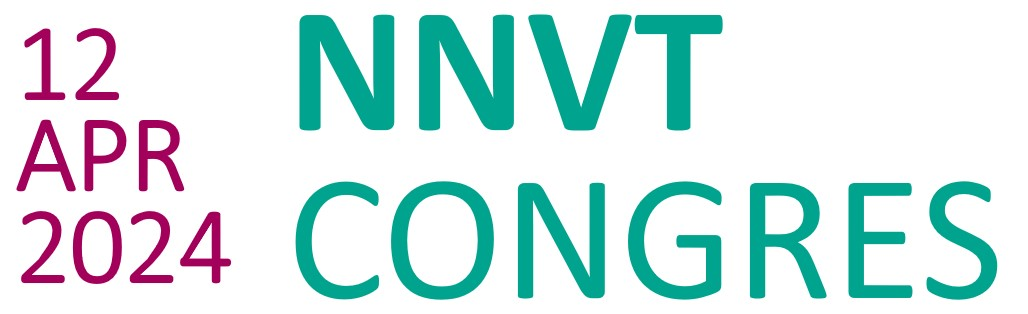 12
APR
2024
NNVT
CONGRES